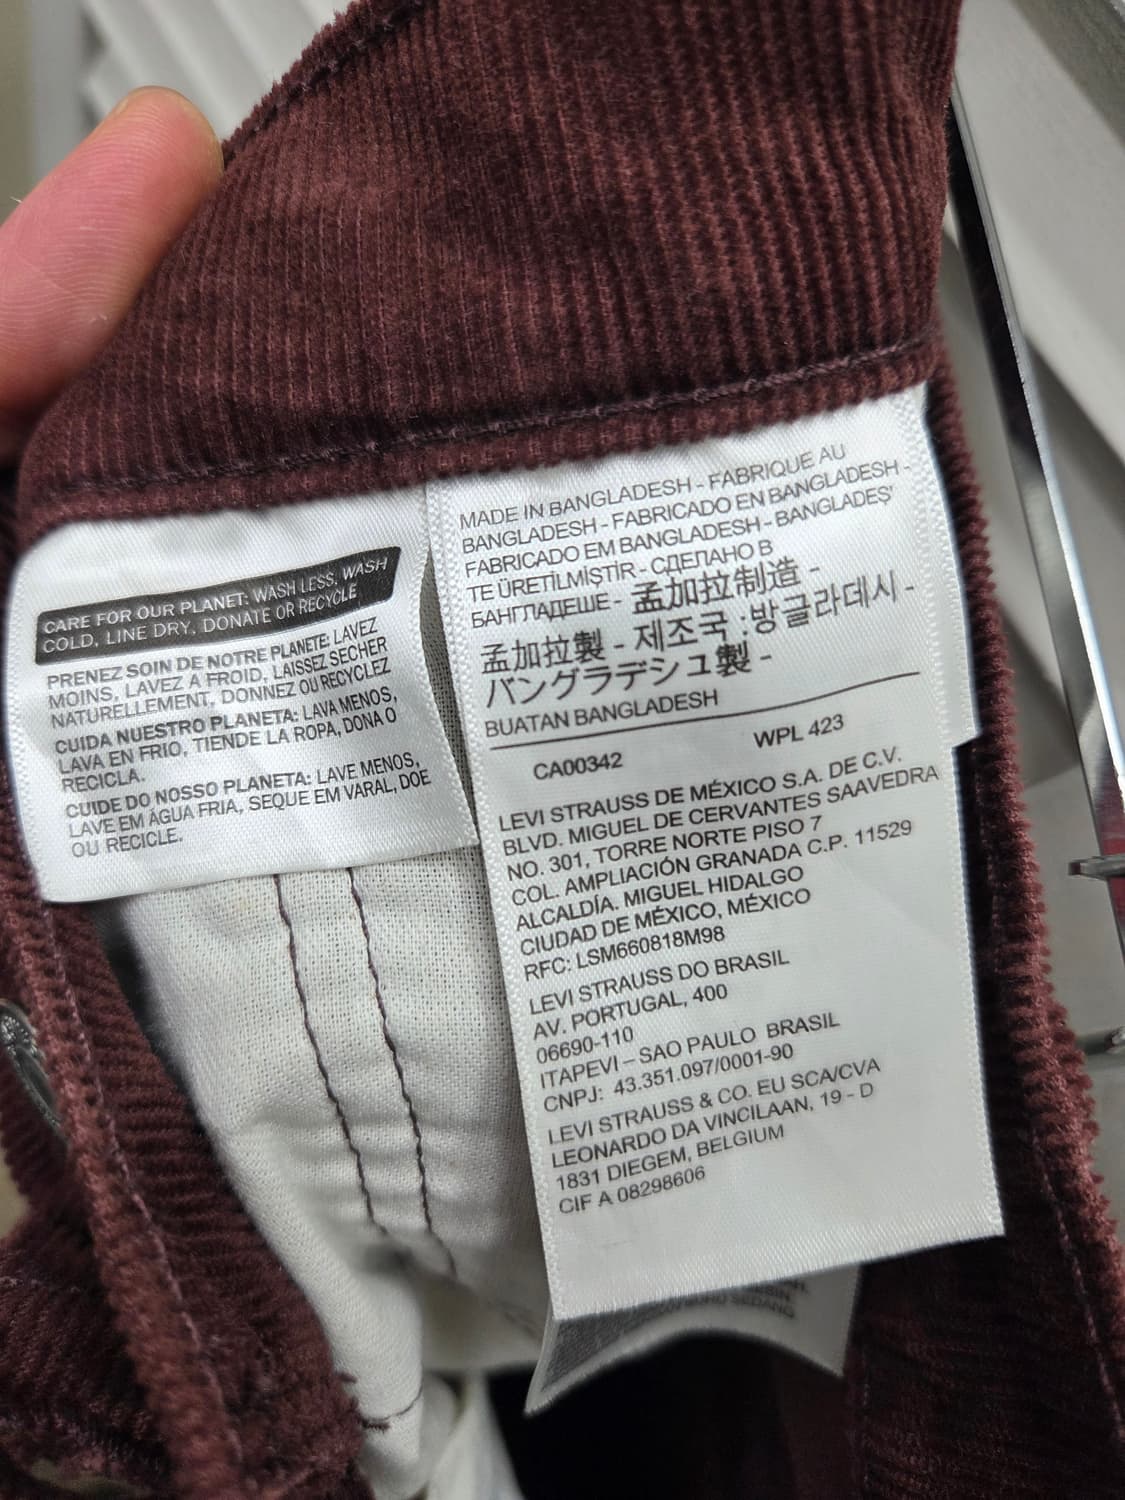 CARE FOR OUR PLANET: WASH LESS, WASH
COLD, LINE DRY, DONATE OR RECYCLE
PRENEZ SOIN DE NOTRE PLANETE: LAVEZ
MOINS, LAVEZ A FROID, LAISSEZ SECHER
NATURELLEMENT, DONNEZ OU RECYCLEZ
CUIDA NUESTRO PLANETA: LAVA MENOS,
LAVA EN FRIO, TIENDE LA ROPA, DONA O
RECICLA.
CUIDE DO NOSSO PLANETA: LAVE MENOS,
LAVE EM ÁGUA FRIA, SEQUE EM VARAL, DOE
OU RECICLE.
MADE IN BANGLADESH - FABRIQUE AU
BANGLADESH - FABRICADO EN BANGLADESH -
FABRICADO EM BANGLADESH - BANGLADEŞ'
TE ÜRETİLMİŞTİR - СДЕЛАНО В
БАНГЛАДЕШЕ - 孟加拉制造 -
孟加拉製 - 제조국 :방글라데시 -
バングラデシュ製 -
BUATAN BANGLADESH
CA00342 WPL 423
LEVI STRAUSS DE MÉXICO S.A. DE C.V.
BLVD. MIGUEL DE CERVANTES SAAVEDRA
NO. 301, TORRE NORTE PISO 7
COL. AMPLIACIÓN GRANADA C.P. 11529
ALCALDÍA. MIGUEL HIDALGO
CIUDAD DE MÉXICO, MÉXICO
RFC: LSM660818M98
LEVI STRAUSS DO BRASIL
AV. PORTUGAL, 400
06690-110
ITAPEVI – SAO PAULO BRASIL
CNPJ: 43.351.097/0001-90
LEVI STRAUSS & CO. EU SCA/CVA
LEONARDO DA VINCILAAN, 19 - D
1831 DIEGEM, BELGIUM
CIF A 08298606